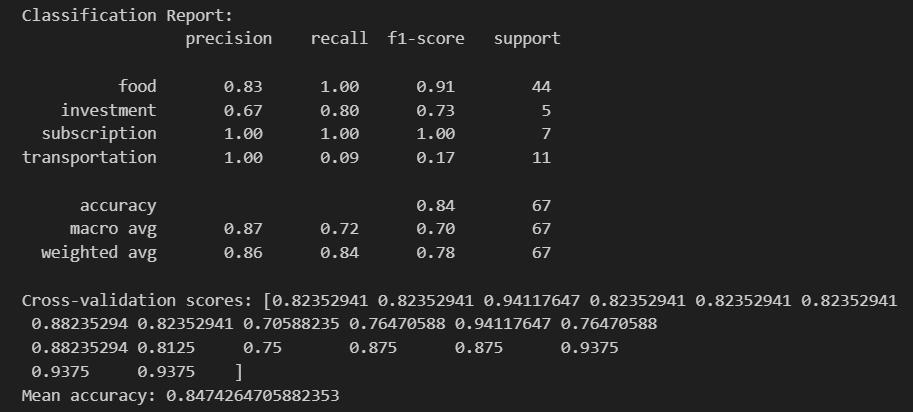 Classification Report:
precision recall f1-score support
food 0.83 1.00 0.91 44
investment 0.67 0.80 0.73 5
subscription 1.00 1.00 1.00 7
transportation 1.00 0.09 0.17 11
accuracy 0.84 67
macro avg 0.87 0.72 0.70 67
weighted avg 0.86 0.84 0.78 67
Cross-validation scores: [0.82352941 0.82352941 0.94117647 0.82352941 0.82352941 0.82352941
0.88235294 0.82352941 0.70588235 0.76470588 0.94117647 0.76470588
0.88235294 0.8125 0.75 0.875 0.875 0.9375
0.9375 0.9375 ]
Mean accuracy: 0.8474264705882353